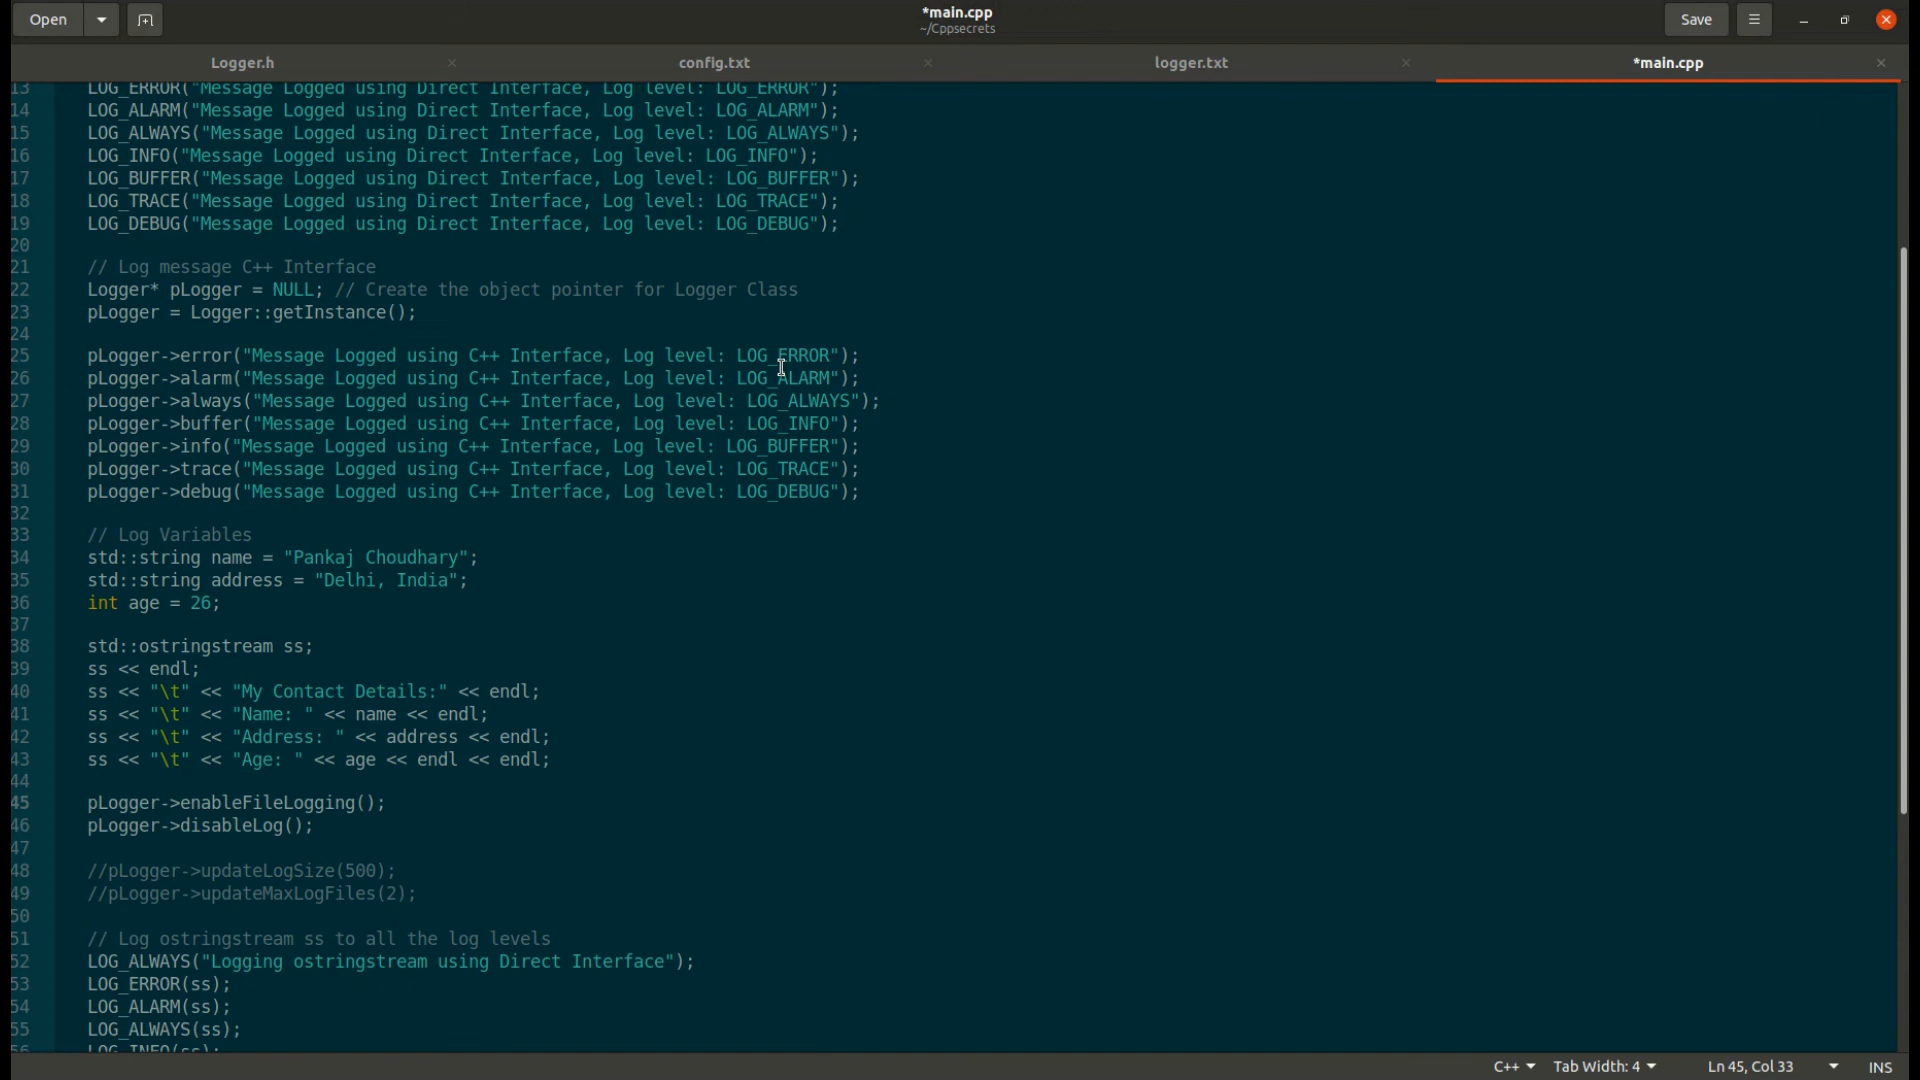 Open
*main.cpp
~/Cppsecrets
Save
Logger.h
config.txt
logger.txt
*main.cpp
13 LOG_ERROR("Message Logged using Direct Interface, Log level: LOG_ERROR");
14 LOG_ALARM("Message Logged using Direct Interface, Log level: LOG_ALARM");
15 LOG_ALWAYS("Message Logged using Direct Interface, Log level: LOG_ALWAYS");
16 LOG_INFO("Message Logged using Direct Interface, Log level: LOG_INFO");
17 LOG_BUFFER("Message Logged using Direct Interface, Log level: LOG_BUFFER");
18 LOG_TRACE("Message Logged using Direct Interface, Log level: LOG_TRACE");
19 LOG_DEBUG("Message Logged using Direct Interface, Log level: LOG_DEBUG");
20
21 // Log message C++ Interface
22 Logger* pLogger = NULL; // Create the object pointer for Logger Class
23 pLogger = Logger::getInstance();
24
25 pLogger->error("Message Logged using C++ Interface, Log level: LOG_ERROR");
26 pLogger->alarm("Message Logged using C++ Interface, Log level: LOG_ALARM");
27 pLogger->always("Message Logged using C++ Interface, Log level: LOG_ALWAYS");
28 pLogger->buffer("Message Logged using C++ Interface, Log level: LOG_INFO");
29 pLogger->info("Message Logged using C++ Interface, Log level: LOG_BUFFER");
30 pLogger->trace("Message Logged using C++ Interface, Log level: LOG_TRACE");
31 pLogger->debug("Message Logged using C++ Interface, Log level: LOG_DEBUG");
32
33 // Log Variables
34 std::string name = "Pankaj Choudhary";
35 std::string address = "Delhi, India";
36 int age = 26;
37
38 std::ostringstream ss;
39 ss << endl;
40 ss << "\t" << "My Contact Details:" << endl;
41 ss << "\t" << "Name: " << name << endl;
42 ss << "\t" << "Address: " << address << endl;
43 ss << "\t" << "Age: " << age << endl << endl;
44
45 pLogger->enableFileLogging();
46 pLogger->disableLog();
47
48 //pLogger->updateLogSize(500);
49 //pLogger->updateMaxLogFiles(2);
50
51 // Log ostringstream ss to all the log levels
52 LOG_ALWAYS("Logging ostringstream using Direct Interface");
53 LOG_ERROR(ss);
54 LOG_ALARM(ss);
55 LOG_ALWAYS(ss);
56 LOG_INFO(ss);
C++ Tab Width: 4 Ln 45, Col 33 INS